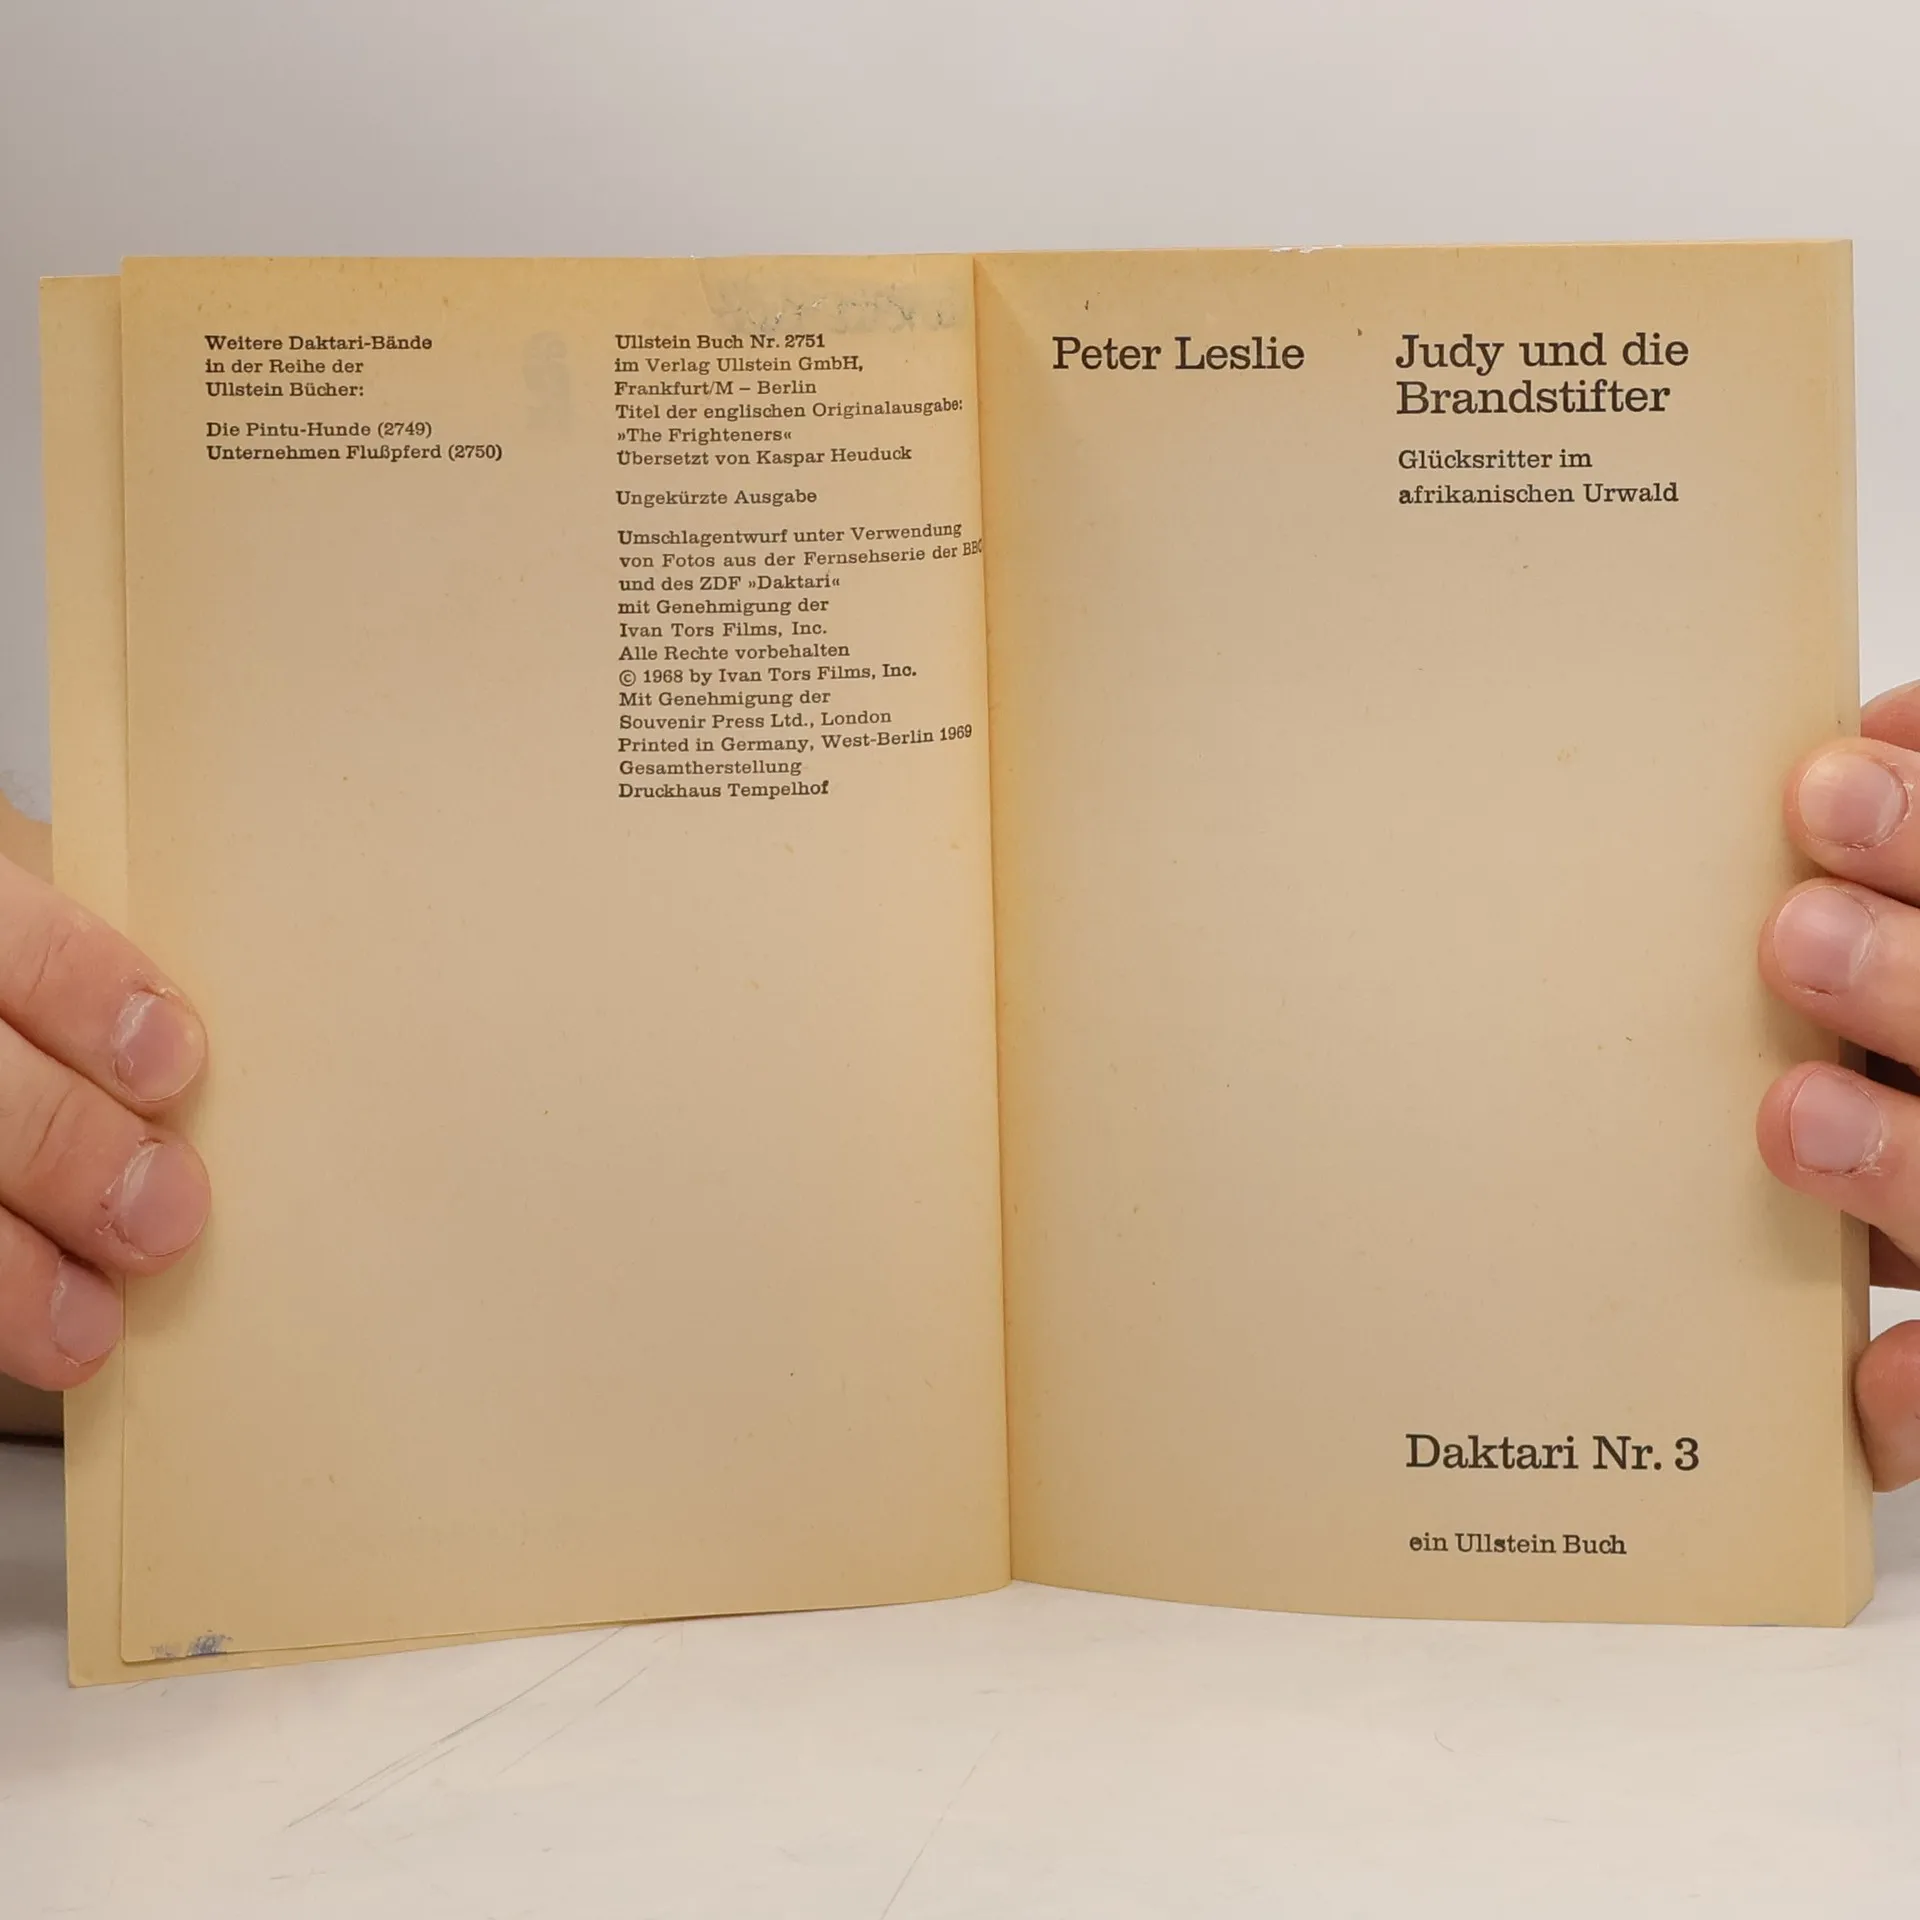 Weitere Daktari-Bände
in der Reihe der
Ullstein Bücher:
Die Pintu-Hunde (2749)
Unternehmen Flußpferd (2750)
Ullstein Buch Nr. 2751
im Verlag Ullstein GmbH,
Frankfurt/M – Berlin
Titel der englischen Originalausgabe:
»The Frighteners«
Übersetzt von Kaspar Heuduck
Ungekürzte Ausgabe
Umschlagentwurf unter Verwendung
von Fotos aus der Fernsehserie der BBC
und des ZDF »Daktari«
mit Genehmigung der
Ivan Tors Films, Inc.
Alle Rechte vorbehalten
© 1968 by Ivan Tors Films, Inc.
Mit Genehmigung der
Souvenir Press Ltd., London
Printed in Germany, West-Berlin 1969
Gesamtherstellung
Druckhaus Tempelhof
Peter Leslie
Judy und die
Brandstifter
Glücksritter im
afrikanischen Urwald
Daktari Nr. 3
ein Ullstein Buch